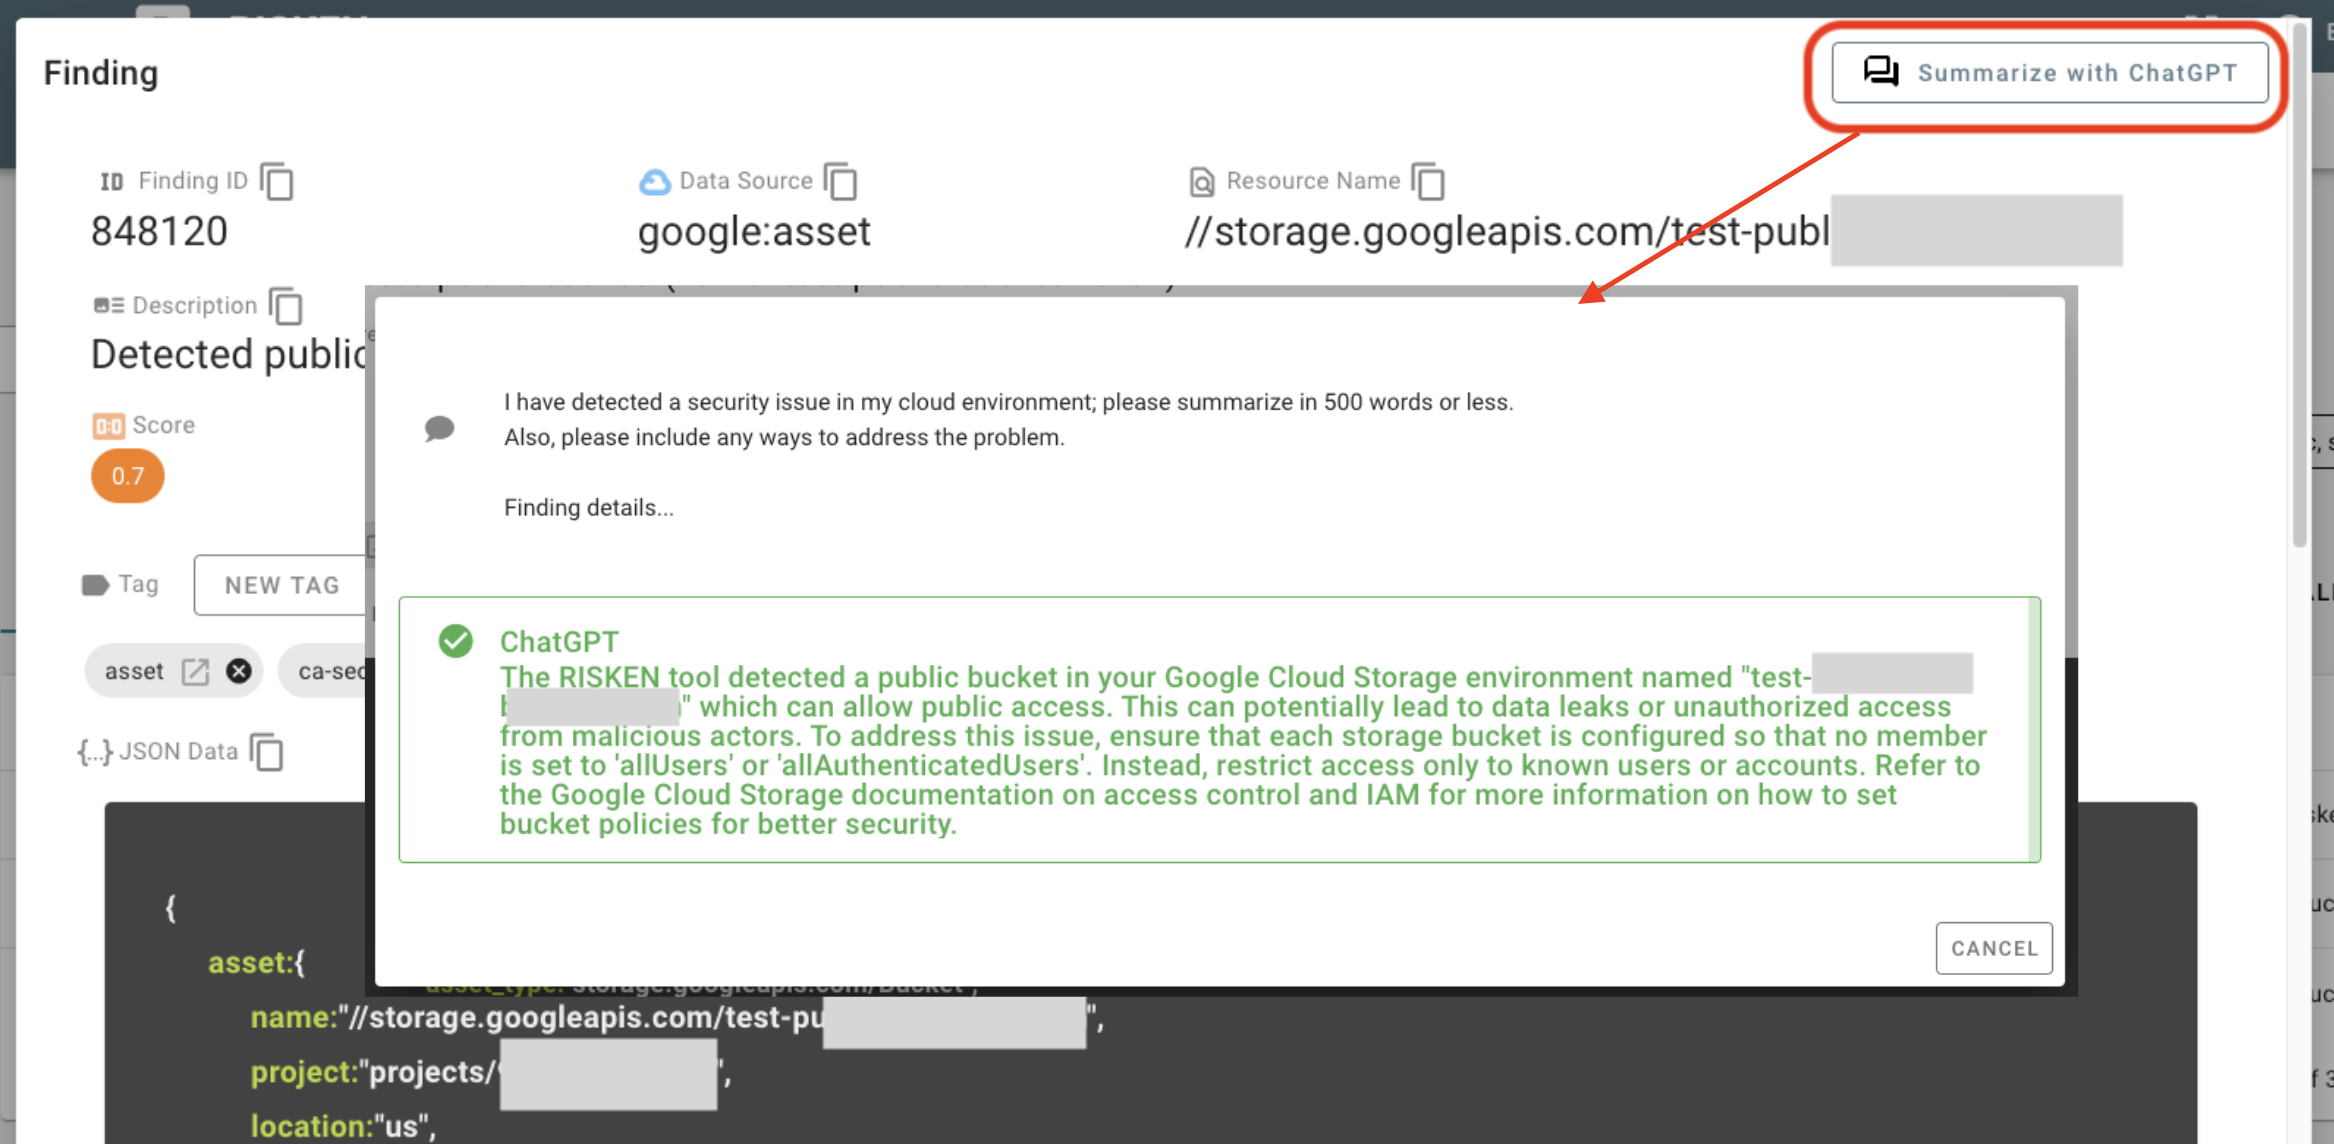 Finding
Summarize with ChatGPT
ID Finding ID
848120
Data Source
google:asset
Resource Name
//storage.googleapis.com/test-publ
Description
Detected public
Score
0.7
Tag
NEW TAG
asset
ca-sec
{...} JSON Data
I have detected a security issue in my cloud environment; please summarize in 500 words or less.
Also, please include any ways to address the problem.
Finding details...
ChatGPT
The RISKEN tool detected a public bucket in your Google Cloud Storage environment named "test-
" which can allow public access. This can potentially lead to data leaks or unauthorized access
from malicious actors. To address this issue, ensure that each storage bucket is configured so that no member
is set to 'allUsers' or 'allAuthenticatedUsers'. Instead, restrict access only to known users or accounts. Refer to
the Google Cloud Storage documentation on access control and IAM for more information on how to set
bucket policies for better security.
CANCEL
{
asset:{
asset_type:"storage.googleapis.com/Bucket",
name:"//storage.googleapis.com/test-pu",
project:"projects/",
location:"us",